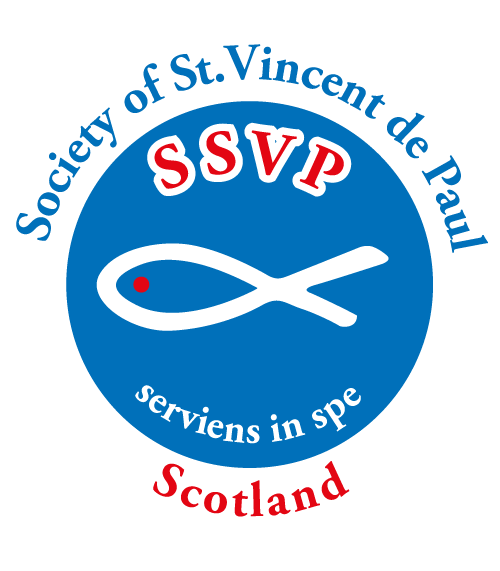 Society of St.Vincent de Paul
SSVP
serviens in spe
Scotland